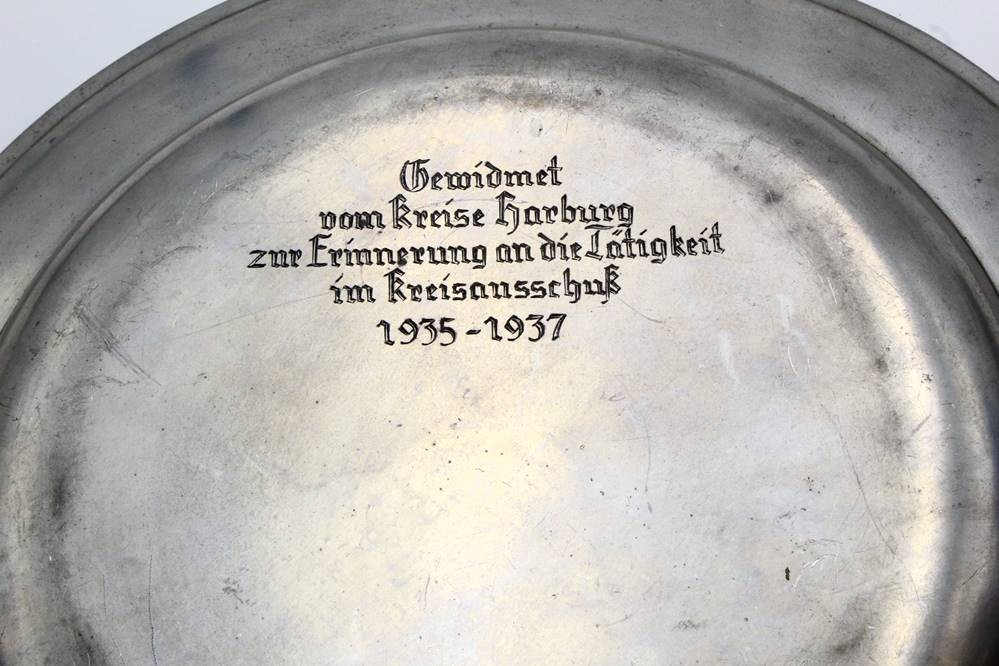 Gewidmet
vom Kreise Harburg
zur Erinnerung an die Tätigkeit
im Kreisausschuß
1935-1937